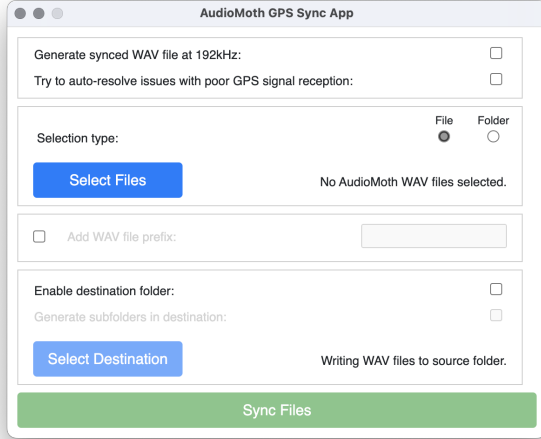 AudioMoth GPS Sync App
Generate synced WAV file at 192kHz:
Try to auto-resolve issues with poor GPS signal reception:
File Folder
Selection type:
Select Files
No AudioMoth WAV files selected.
Add WAV file prefix:
Enable destination folder:
Generate subfolders in destination:
Select Destination
Writing WAV files to source folder.
Sync Files